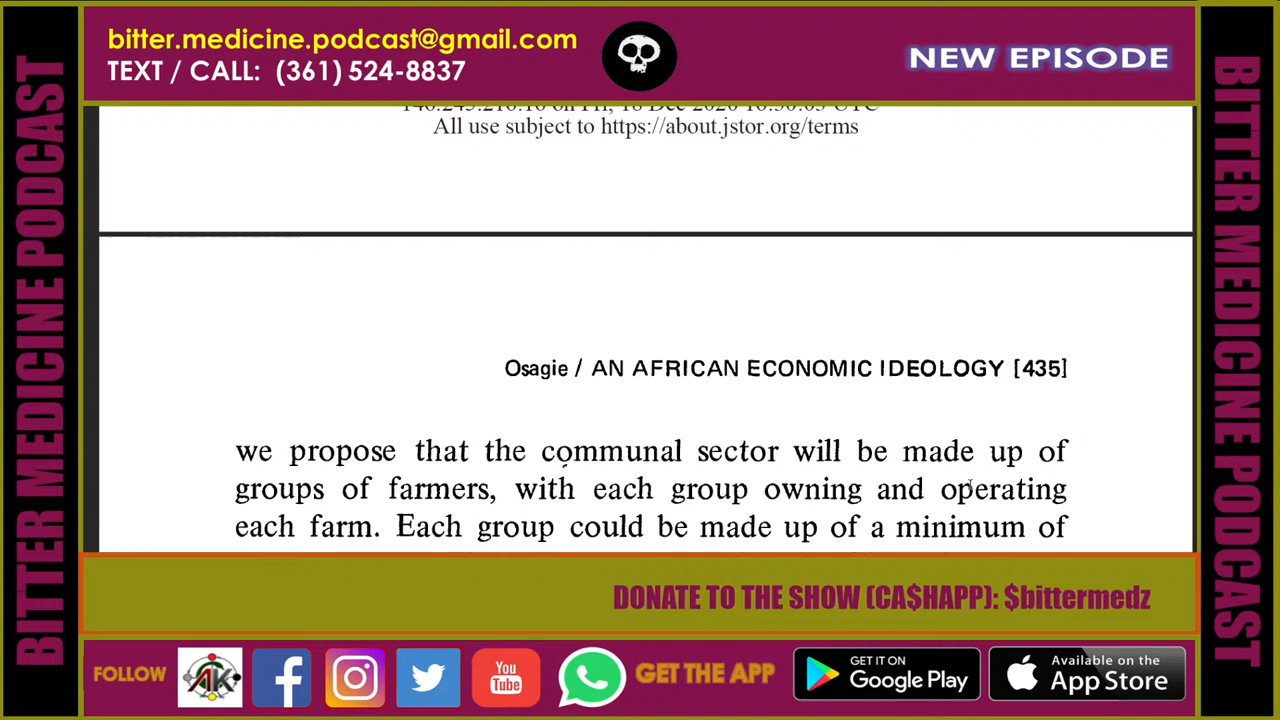 bitter.medicine.podcast@gmail.com
TEXT / CALL: (361) 524-8837
NEW EPISODE
BITTER MEDICINE PODCAST
BITTER MEDICINE PODCAST
All use subject to https://about.jstor.org/terms
Osagie / AN AFRICAN ECONOMIC IDEOLOGY [435]
we propose that the communal sector will be made up of
groups of farmers, with each group owning and operating
each farm. Each group could be made up of a minimum of
DONATE TO THE SHOW (CA$HAPP): $bittermedz
FOLLOW
You
Tube
GET THE APP
GET IT ON
Google Play
Available on the
App Store